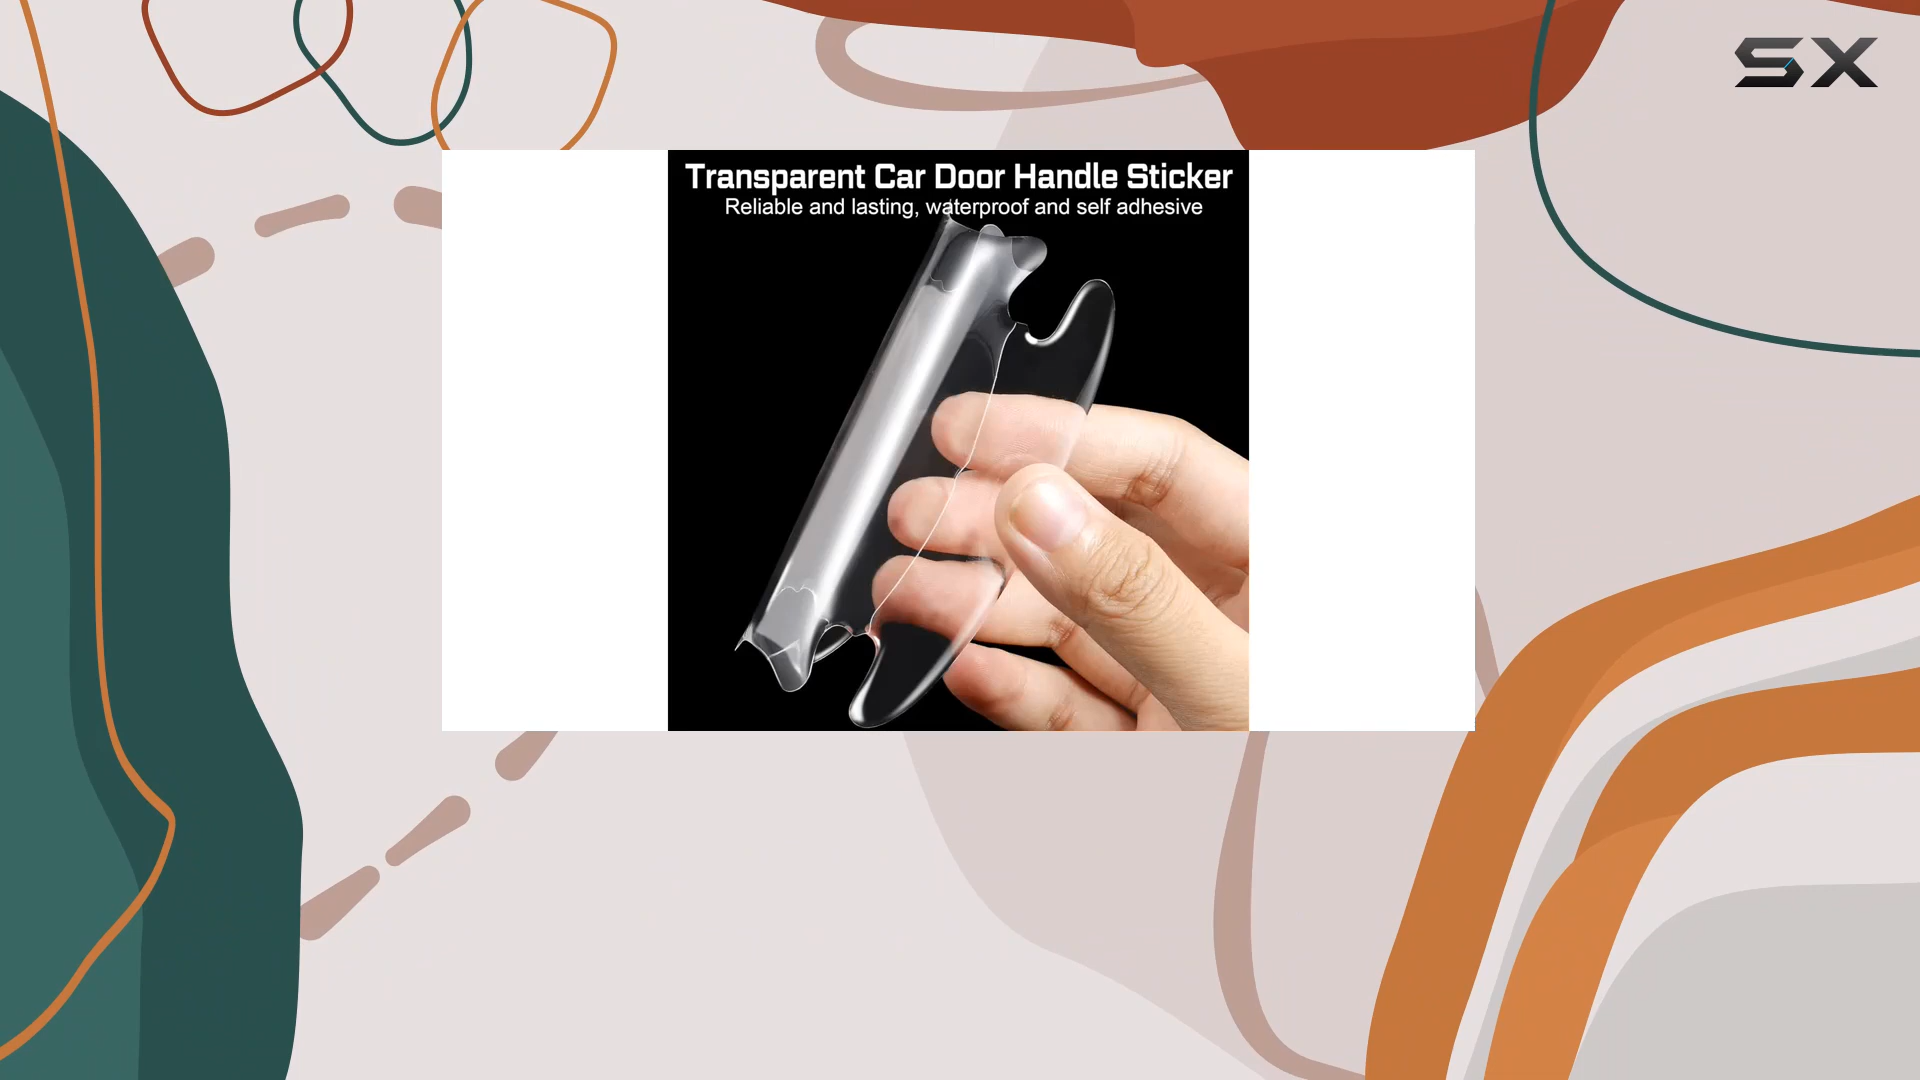 SX
Transparent Car Door Handle Sticker
Reliable and lasting, waterproof and self adhesive